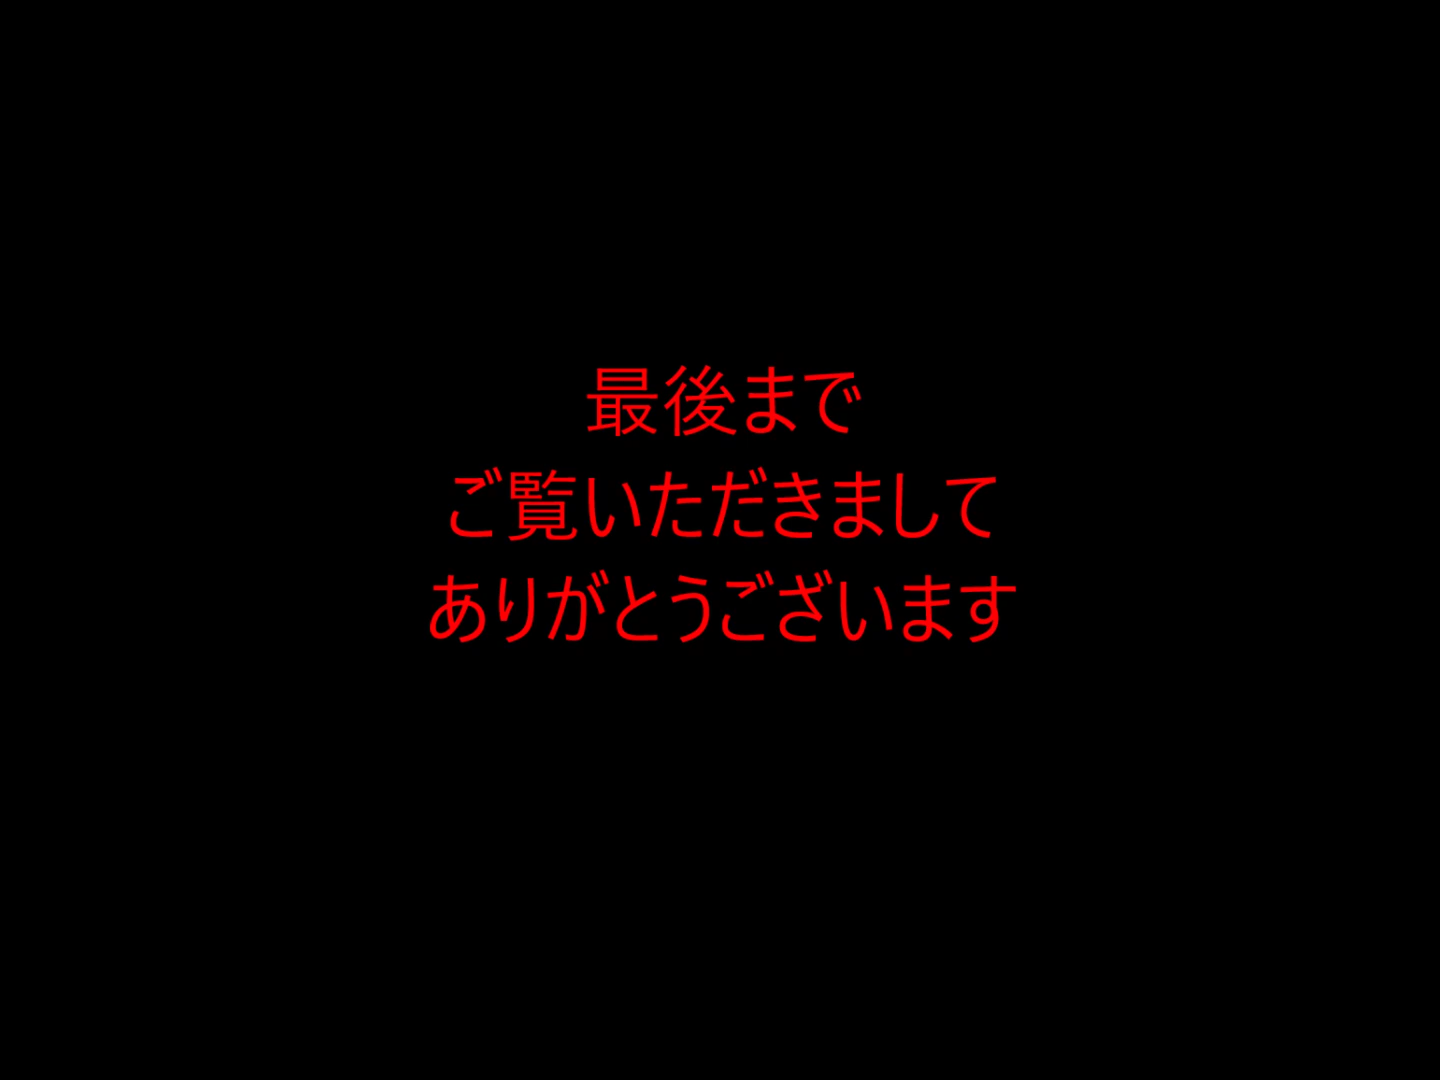 最後まで
ご覧いただきまして
ありがとうございます